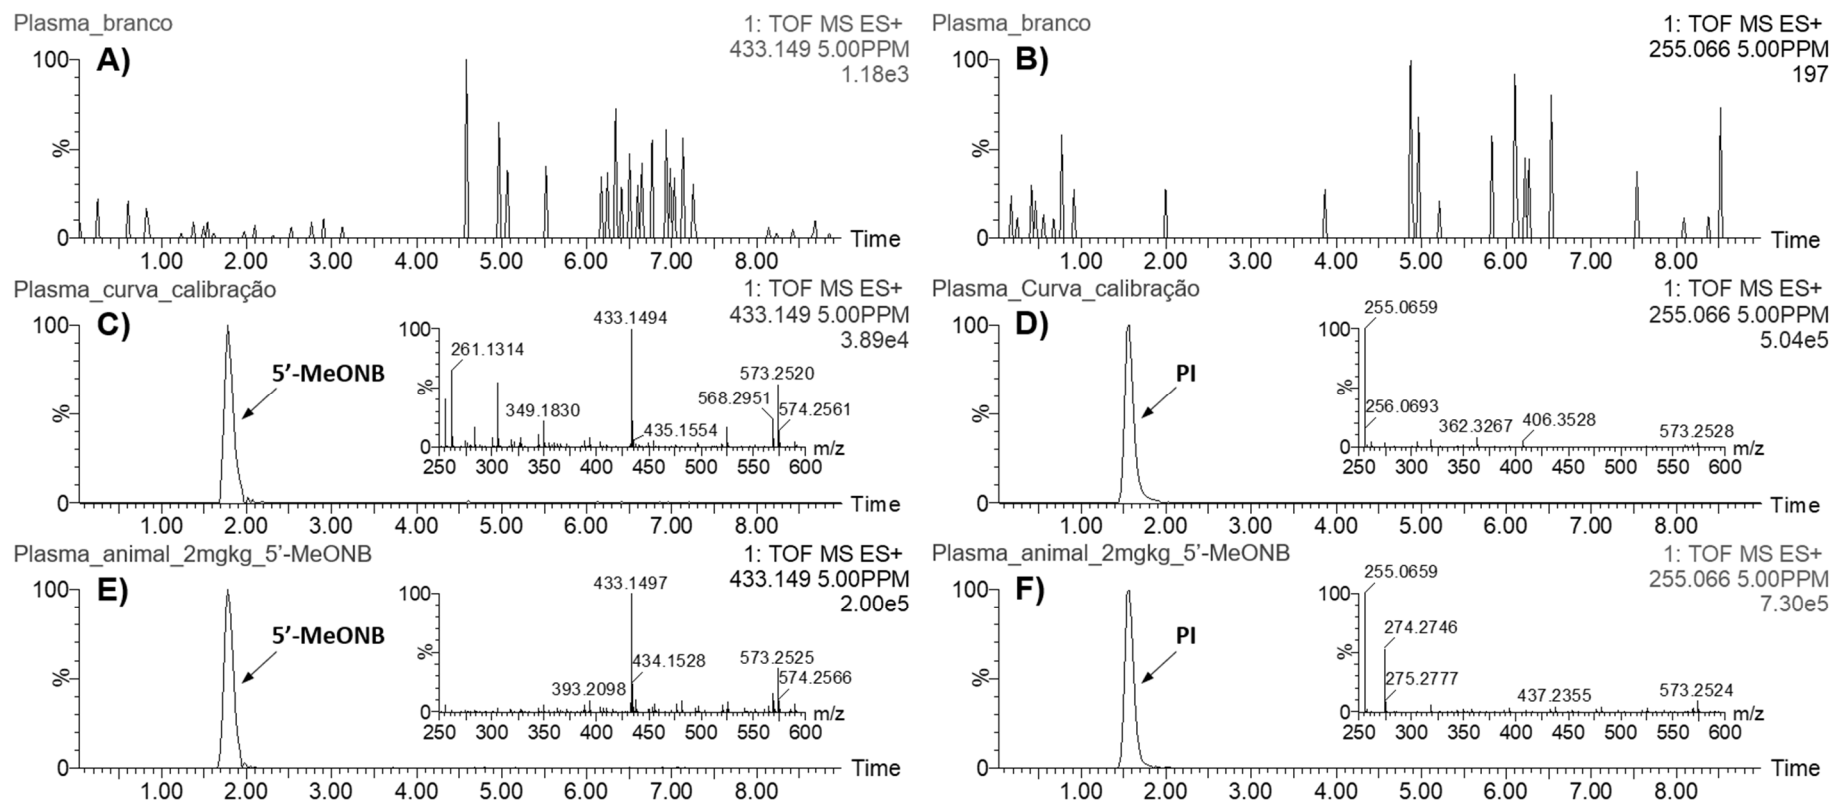 Plasma_branco
1: TOF MS ES+
433.149 5.00PPM
1.18e3
A)
100
%
0
1.00 2.00 3.00 4.00 5.00 6.00 7.00 8.00
Time
Plasma_branco
1: TOF MS ES+
255.066 5.00PPM
197
B)
100
%
0
1.00 2.00 3.00 4.00 5.00 6.00 7.00 8.00
Time
Plasma_curva_calibração
1: TOF MS ES+
433.149 5.00PPM
3.89e4
C)
100
%
0
5'-MeONB
100
%
0
433.1494
261.1314
573.2520
568.2951
349.1830
574.2561
435.1554
m/z
250 300 350 400 450 500 550 600
1.00 2.00 3.00 4.00 5.00 6.00 7.00 8.00
Time
Plasma_Curva_calibração
1: TOF MS ES+
255.066 5.00PPM
5.04e5
D)
100
%
0
PI
100
%
0
255.0659
256.0693
362.3267
406.3528
573.2528
m/z
250 300 350 400 450 500 550 600
1.00 2.00 3.00 4.00 5.00 6.00 7.00 8.00
Time
Plasma_animal_2mgkg_5'-MeONB
1: TOF MS ES+
433.149 5.00PPM
2.00e5
E)
100
%
0
5'-MeONB
100
%
0
433.1497
434.1528
573.2525
574.2566
393.2098
m/z
250 300 350 400 450 500 550 600
1.00 2.00 3.00 4.00 5.00 6.00 7.00 8.00
Time
Plasma_animal_2mgkg_5'-MeONB
1: TOF MS ES+
255.066 5.00PPM
7.30e5
F)
100
%
0
PI
100
%
0
255.0659
274.2746
275.2777
437.2355
573.2524
m/z
250 300 350 400 450 500 550 600
1.00 2.00 3.00 4.00 5.00 6.00 7.00 8.00
Time